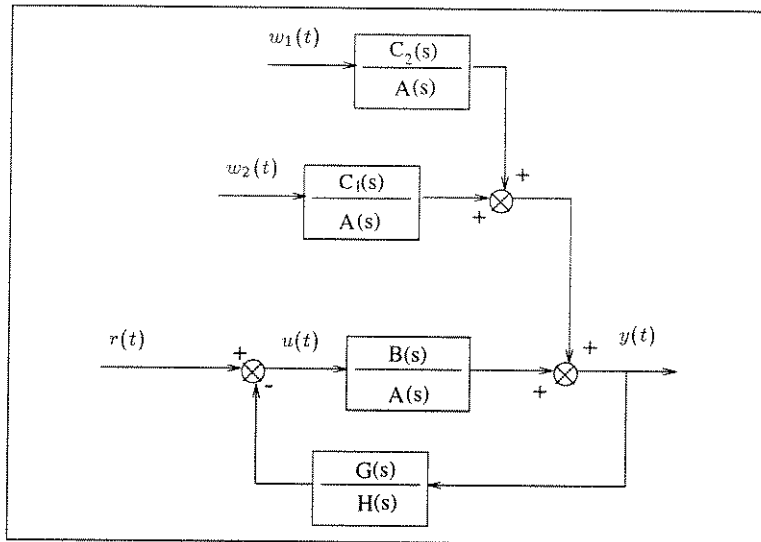 w₁(t)
C₂(s)
A(s)
+
w₂(t)
C₁(s)
A(s)
+
r(t)
+
-
u(t)
B(s)
A(s)
+
+
y(t)
G(s)
H(s)